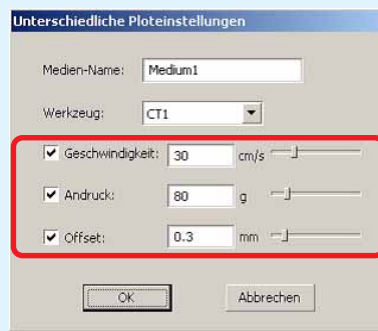 Unterschiedliche Ploteinstellungen
Medien-Name: Medium1
Werkzeug: CT1
Geschwindigkeit: 30 cm/s
Andruck: 80 g
Offset: 0.3 mm
OK Abbrechen